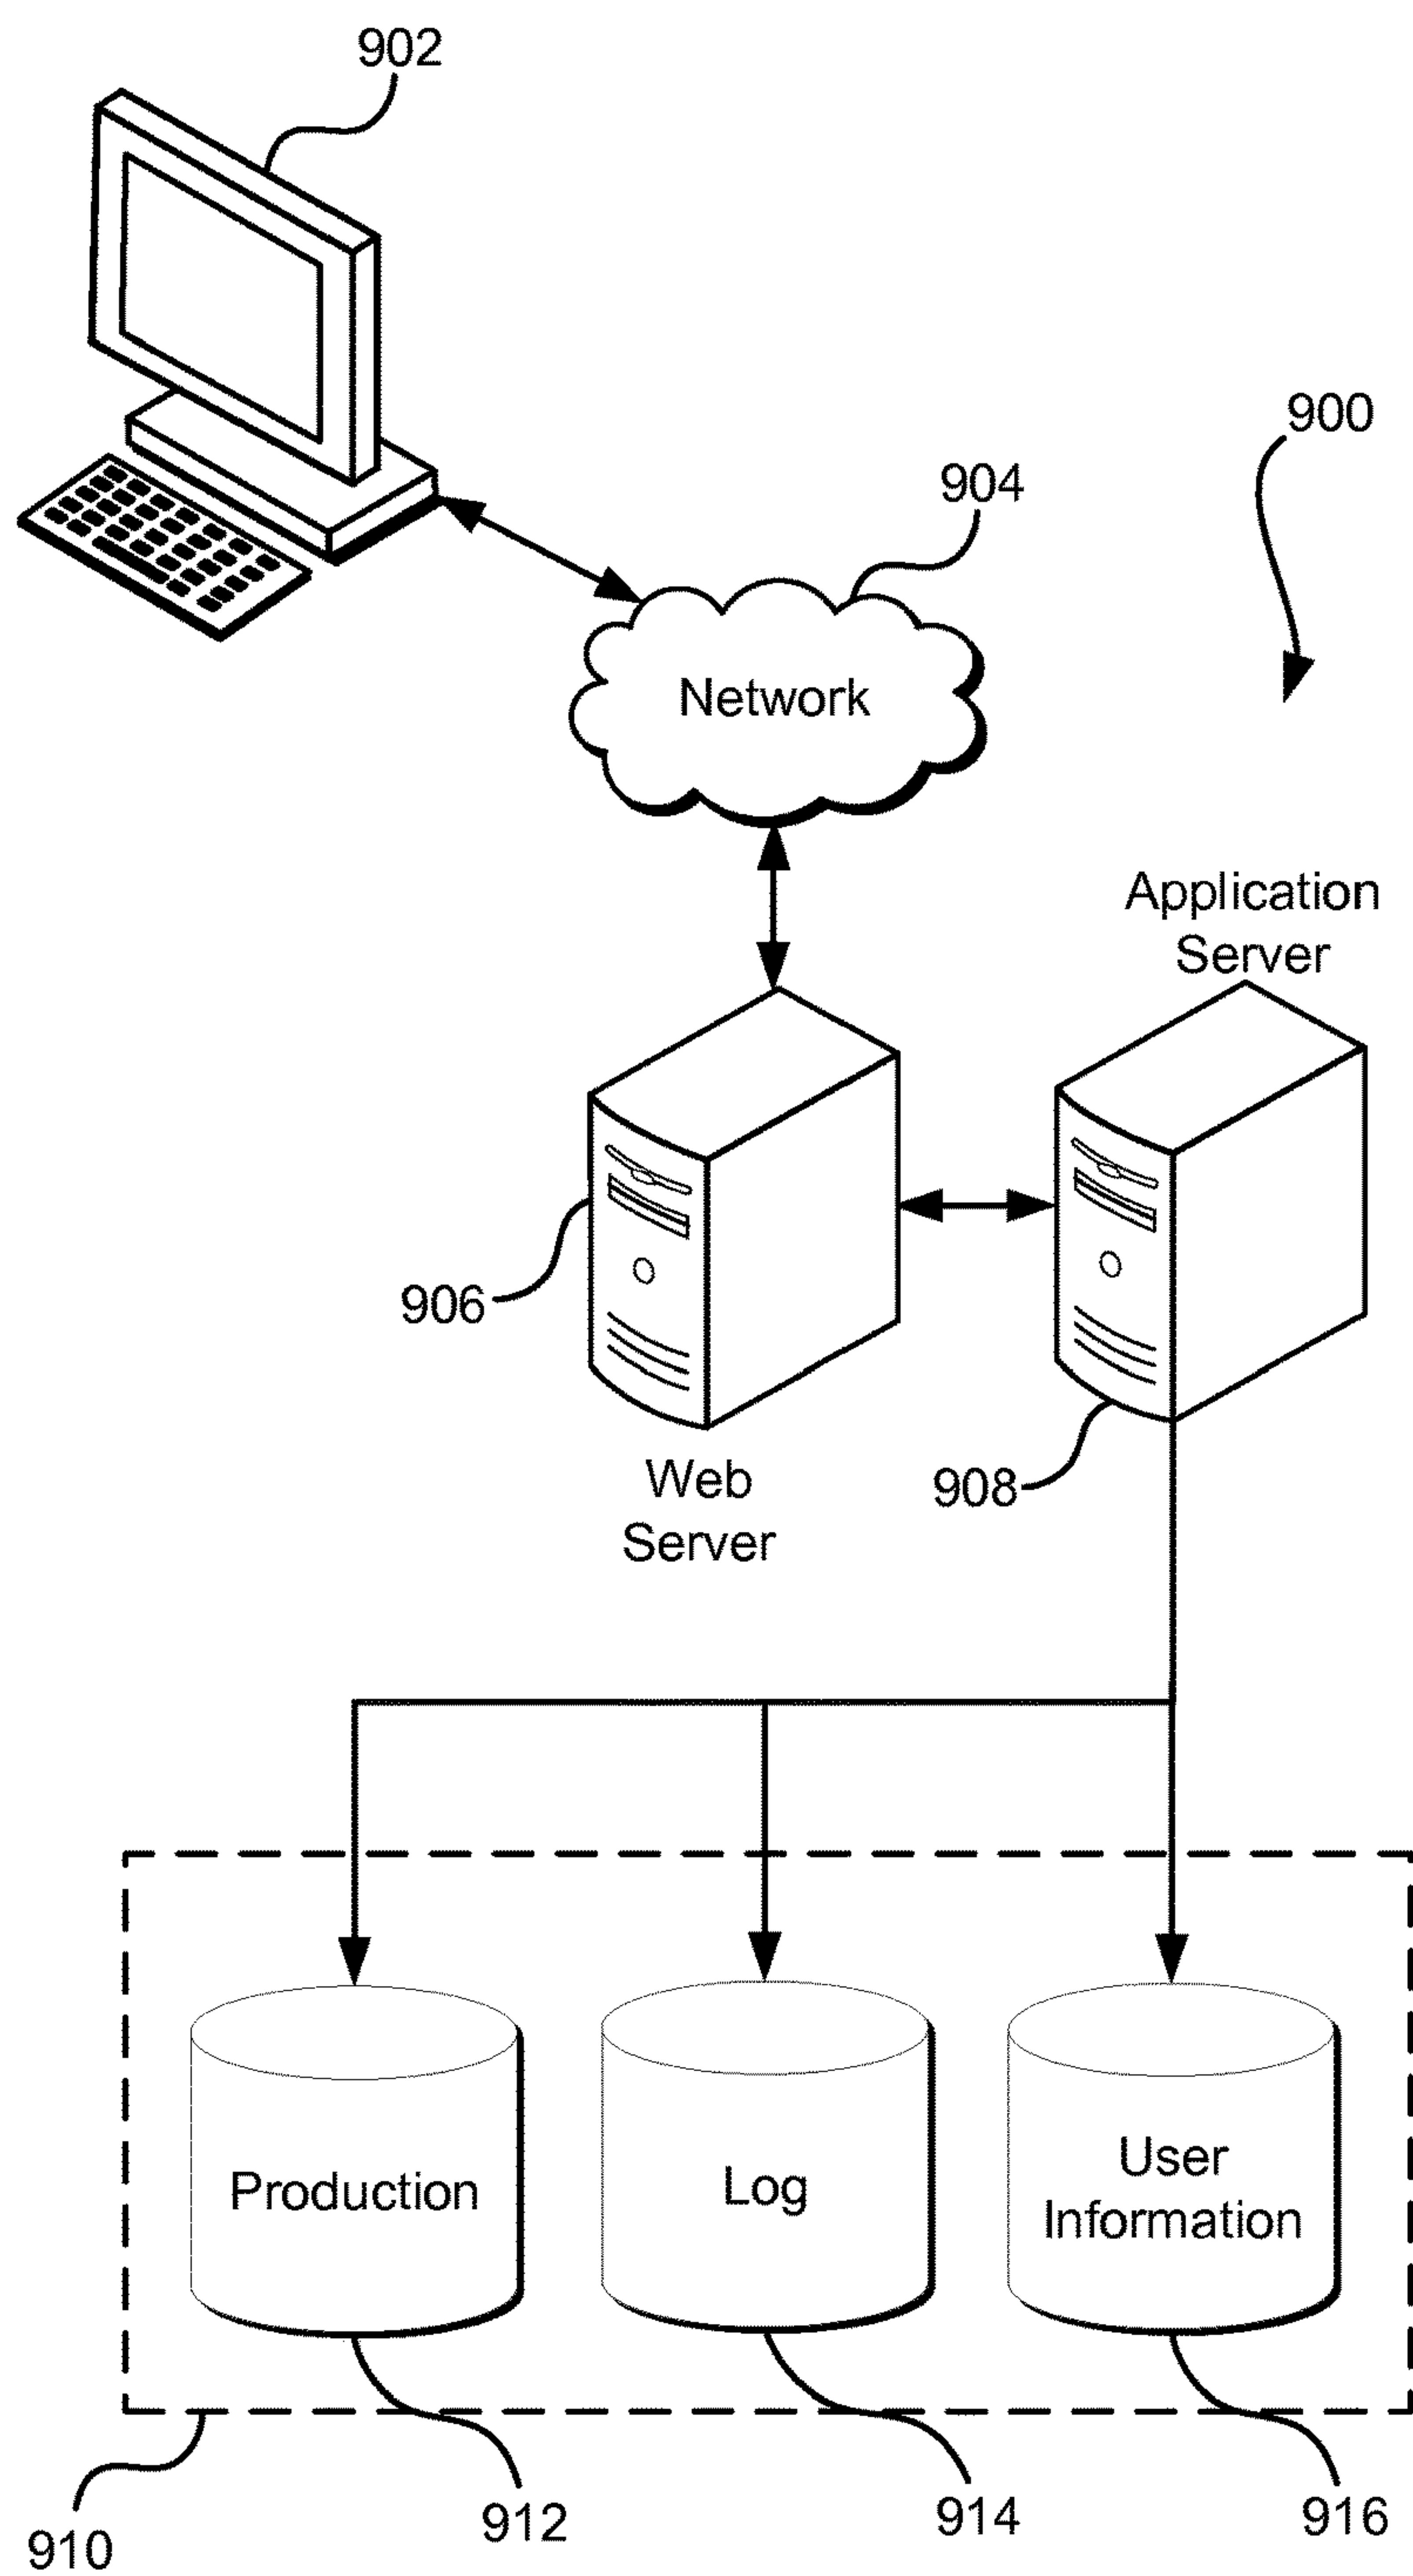 902
900
904
Network
Application
Server
906
Web
Server
908
Production
Log
User
Information
910
912
914
916